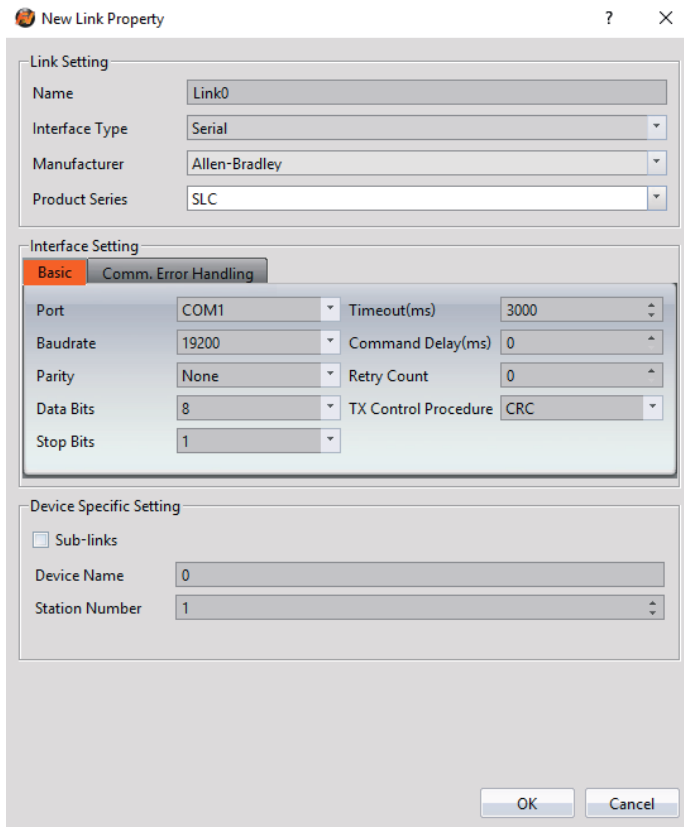 New Link Property ? ×
Link Setting
Name Link0
Interface Type Serial
Manufacturer Allen-Bradley
Product Series SLC
Interface Setting
Basic Comm. Error Handling
Port COM1 Timeout(ms) 3000
Baudrate 19200 Command Delay(ms) 0
Parity None Retry Count 0
Data Bits 8 TX Control Procedure CRC
Stop Bits 1
Device Specific Setting
Sub-links
Device Name 0
Station Number 1
OK Cancel